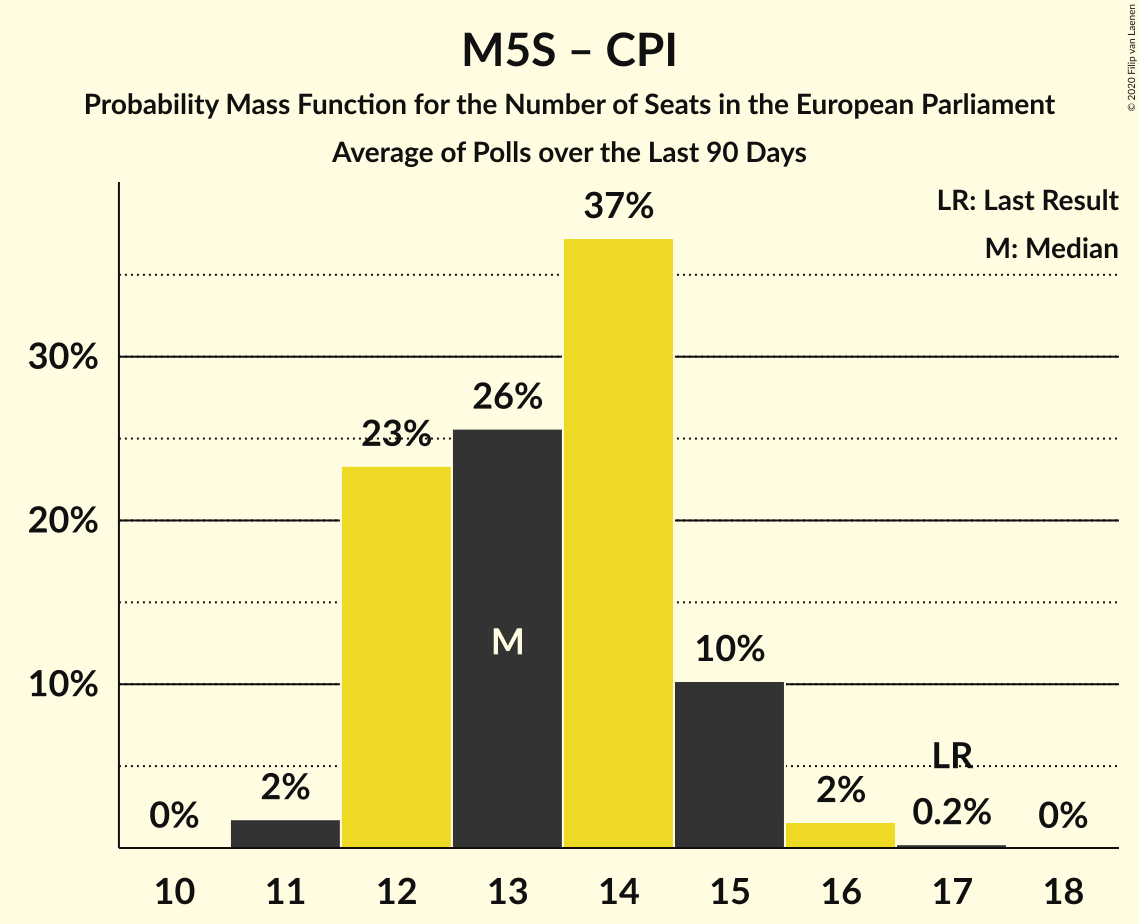 M5S – CPI
Probability Mass Function for the Number of Seats in the European Parliament
Average of Polls over the Last 90 Days
© 2020 Filip van Laenen
LR: Last Result
M: Median
37%
30%
26%
23%
20%
M
10%
10%
LR
2%
2%
0.2%
0%
0%
10 11 12 13 14 15 16 17 18